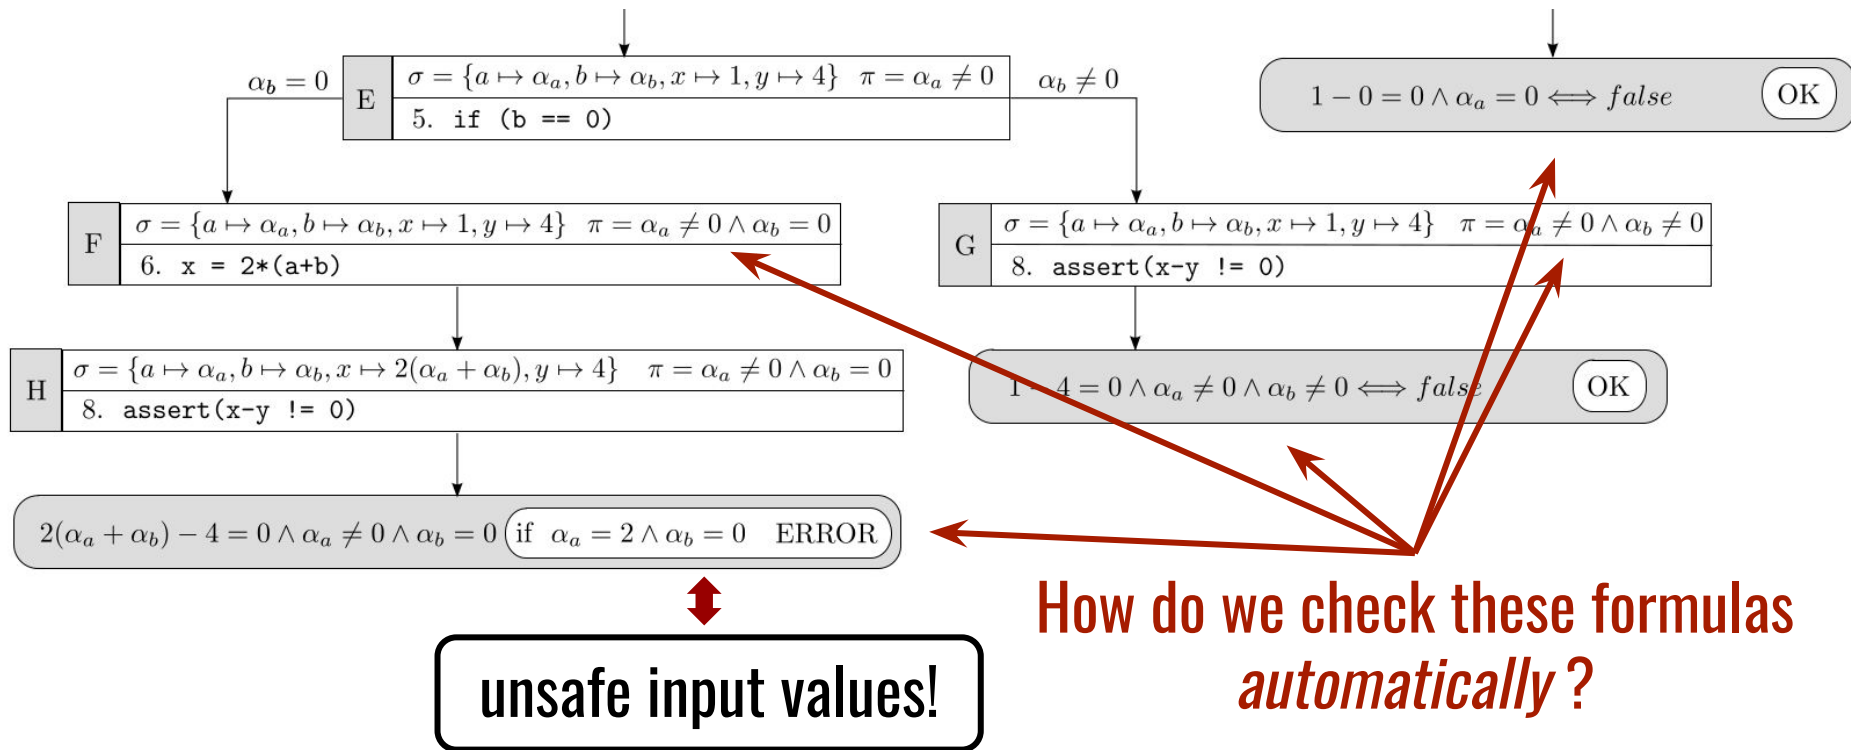 α_b = 0
E
σ = {a ↦ α_a, b ↦ α_b, x ↦ 1, y ↦ 4} π = α_a ≠ 0
5. if (b == 0)
α_b ≠ 0
1 − 0 = 0 ∧ α_a = 0 ⟺ false
OK
F
σ = {a ↦ α_a, b ↦ α_b, x ↦ 1, y ↦ 4} π = α_a ≠ 0 ∧ α_b = 0
6. x = 2*(a+b)
G
σ = {a ↦ α_a, b ↦ α_b, x ↦ 1, y ↦ 4} π = α_a ≠ 0 ∧ α_b ≠ 0
8. assert(x-y != 0)
H
σ = {a ↦ α_a, b ↦ α_b, x ↦ 2(α_a + α_b), y ↦ 4} π = α_a ≠ 0 ∧ α_b = 0
8. assert(x-y != 0)
1 − 4 = 0 ∧ α_a ≠ 0 ∧ α_b ≠ 0 ⟺ false
OK
2(α_a + α_b) − 4 = 0 ∧ α_a ≠ 0 ∧ α_b = 0
if α_a = 2 ∧ α_b = 0 ERROR
unsafe input values!
How do we check these formulas
automatically ?